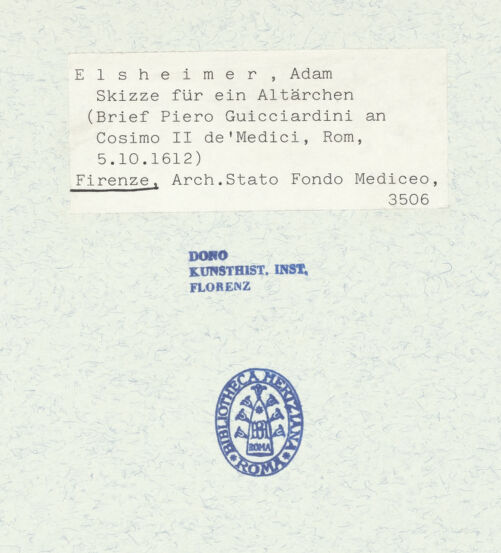 Elsheimer, Adam
Skizze für ein Altärchen
(Brief Piero Guicciardini an
Cosimo II de'Medici, Rom,
5.10.1612)
Firenze, Arch.Stato Fondo Mediceo,
3506
DONO
KUNSTHIST. INST.
FLORENZ
BIBLIOTHECA HERTZIANA
ROMA
ROMA